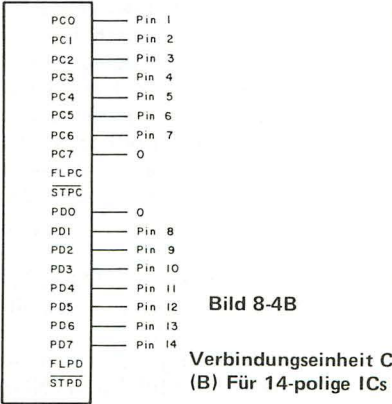 PC0 Pin 1
PC1 Pin 2
PC2 Pin 3
PC3 Pin 4
PC4 Pin 5
PC5 Pin 6
PC6 Pin 7
PC7 0
FLPC
STPC
PD0 0
PD1 Pin 8
PD2 Pin 9
PD3 Pin 10
PD4 Pin 11
PD5 Pin 12
PD6 Pin 13
PD7 Pin 14
FLPD
STPD
Bild 8-4B
Verbindungseinheit C
(B) Für 14-polige ICs